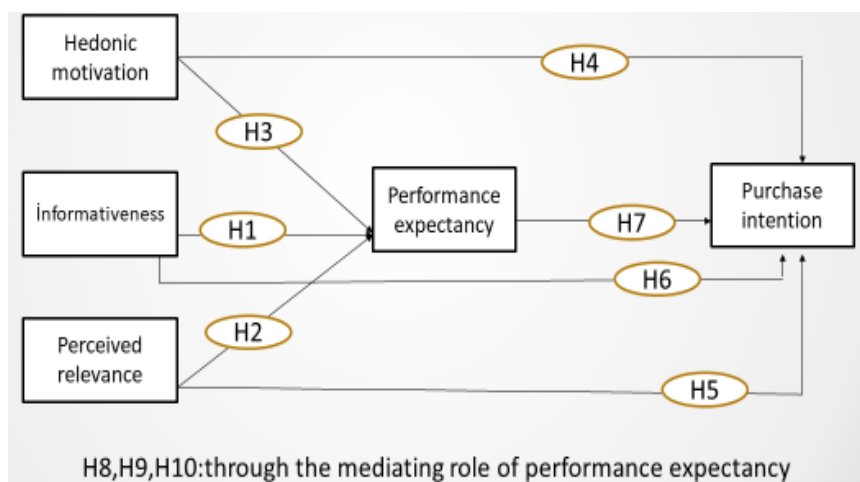 Hedonic
motivation
H4
H3
İnformativeness
H1
Performance
expectancy
H7
Purchase
intention
H6
H2
Perceived
relevance
H5
H8,H9,H10:through the mediating role of performance expectancy